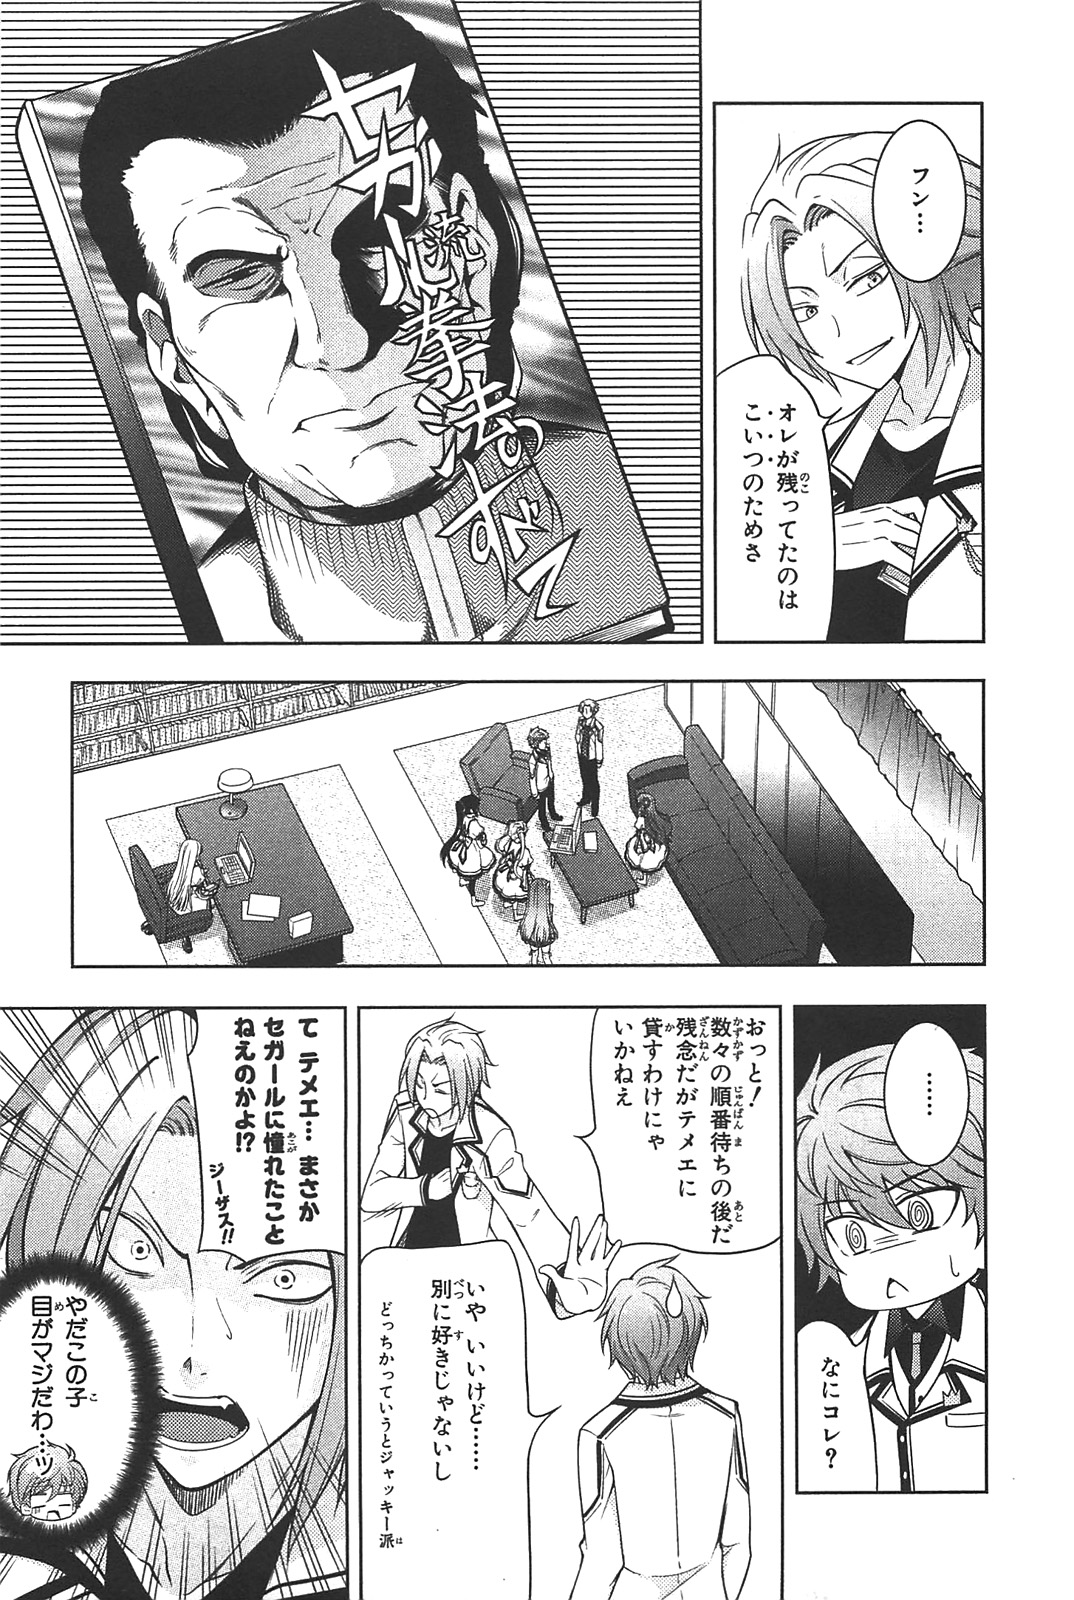 フン…
オレが残ってたのは
こいつのためさ
セガール流
拳法のすすめ
……
なにコレ?
おっと!
数々の順番待ちの後だ
残念だがテメエに
貸すわけにゃ
いかねえ
いや いいけど……
別に好きじゃないし
どっちかっていうとジャッキー派
て テメエ… まさか
セガールに憧れたこと
ねえのかよ!?
ジーザス!!
やだこの子
目がマジだわ…ッ